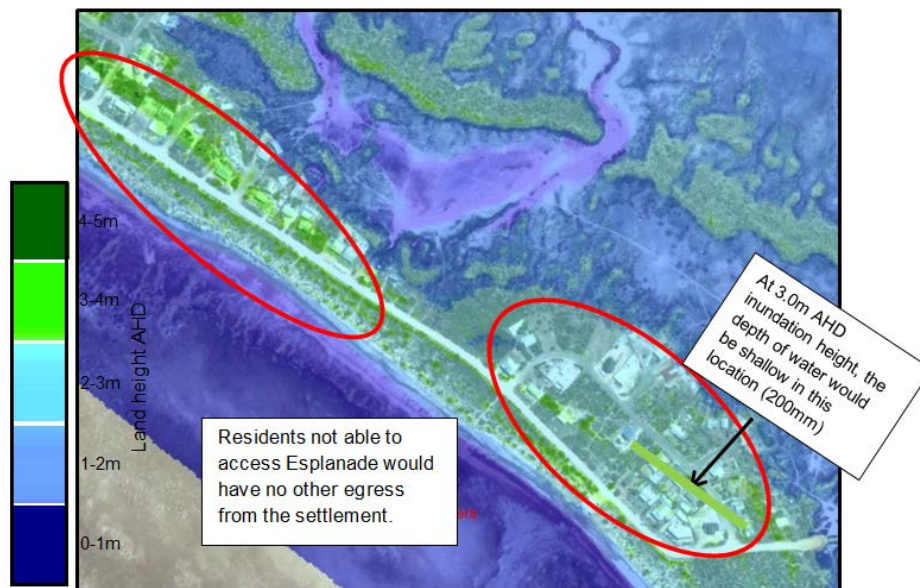 4-5m
3-4m
2-3m
1-2m
0-1m
Land height AHD
At 3.0m AHD
inundation height, the
depth of water would
be shallow in this
location (200mm)
Residents not able to
access Esplanade would
have no other egress
from the settlement.